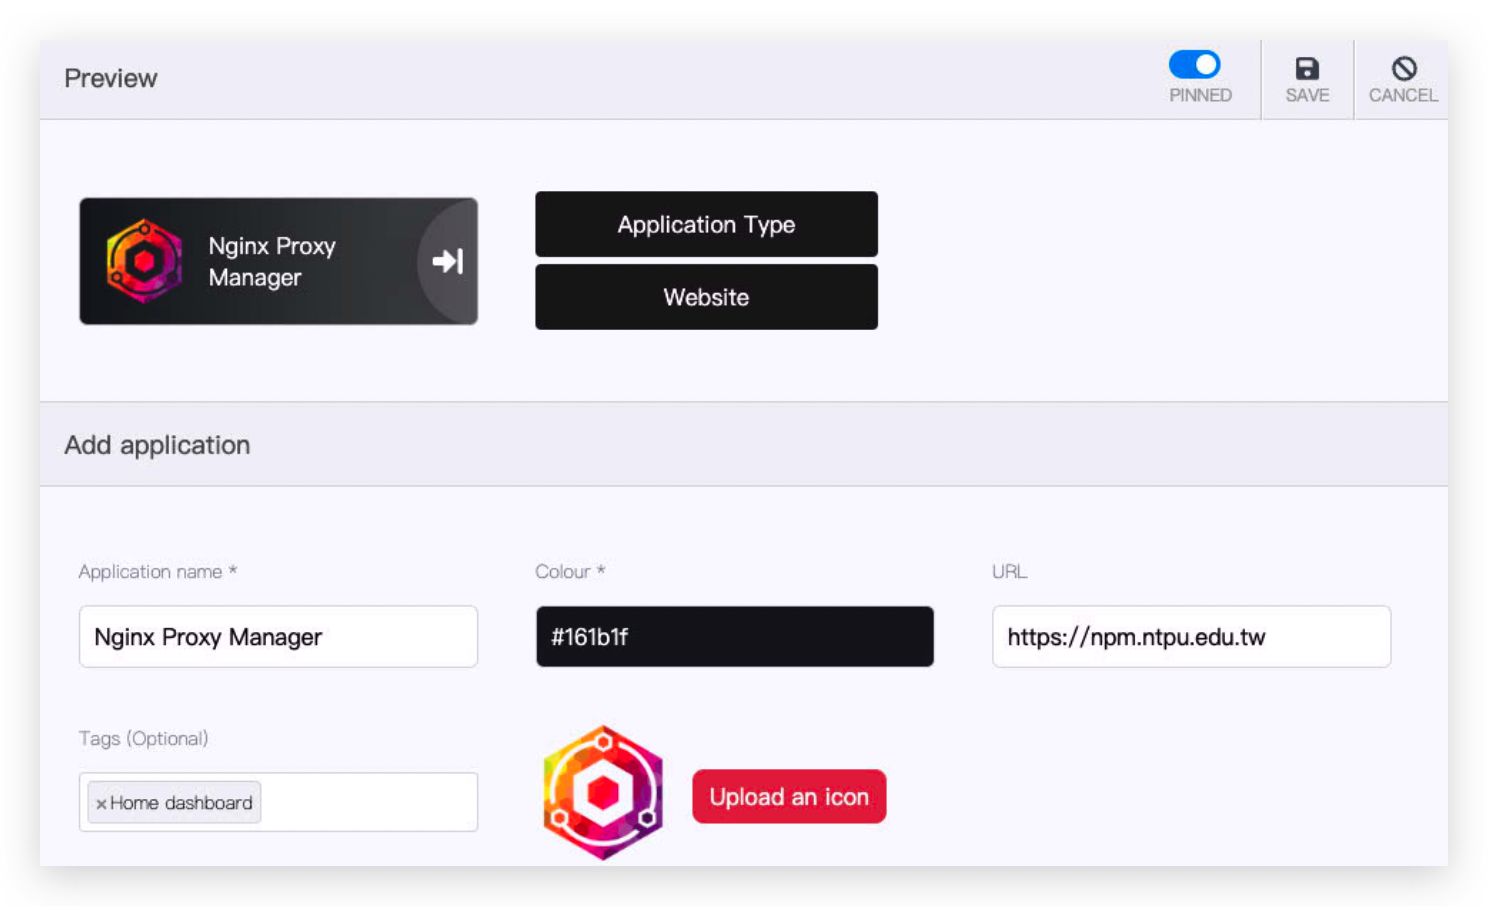 Preview
PINNED
SAVE
CANCEL
Nginx Proxy
Manager
Application Type
Website
Add application
Application name *
Colour *
URL
Nginx Proxy Manager
#161b1f
https://npm.ntpu.edu.tw
Tags (Optional)
×Home dashboard
Upload an icon